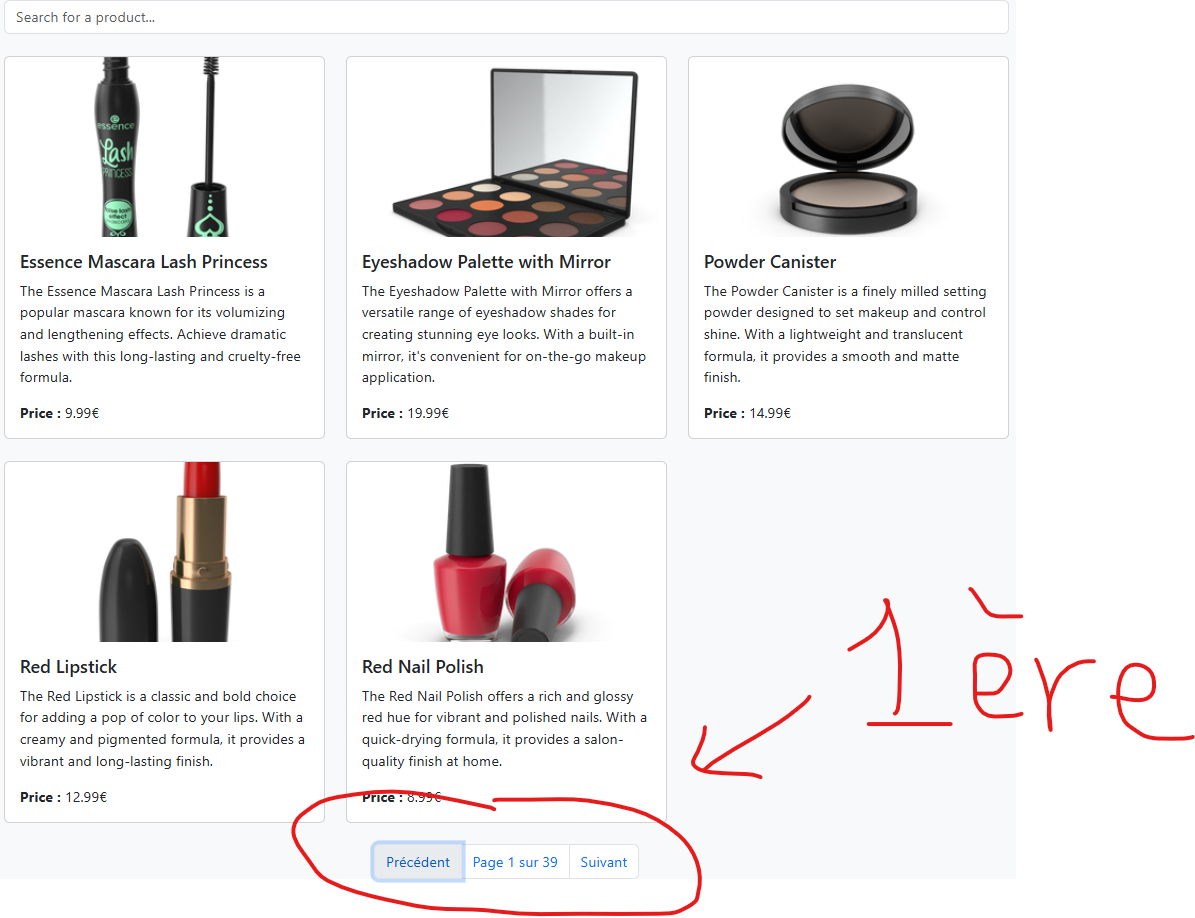 Search for a product...
essence
Lash
PRINCESS
Essence Mascara Lash Princess
The Essence Mascara Lash Princess is a
popular mascara known for its volumizing
and lengthening effects. Achieve dramatic
lashes with this long-lasting and cruelty-free
formula.
Price : 9.99€
Eyeshadow Palette with Mirror
The Eyeshadow Palette with Mirror offers a
versatile range of eyeshadow shades for
creating stunning eye looks. With a built-in
mirror, it's convenient for on-the-go makeup
application.
Price : 19.99€
Powder Canister
The Powder Canister is a finely milled setting
powder designed to set makeup and control
shine. With a lightweight and translucent
formula, it provides a smooth and matte
finish.
Price : 14.99€
Red Lipstick
The Red Lipstick is a classic and bold choice
for adding a pop of color to your lips. With a
creamy and pigmented formula, it provides a
vibrant and long-lasting finish.
Price : 12.99€
Red Nail Polish
The Red Nail Polish offers a rich and glossy
red hue for vibrant and polished nails. With a
quick-drying formula, it provides a salon-
quality finish at home.
Price : 8.99€
1ère
Précédent Page 1 sur 39 Suivant